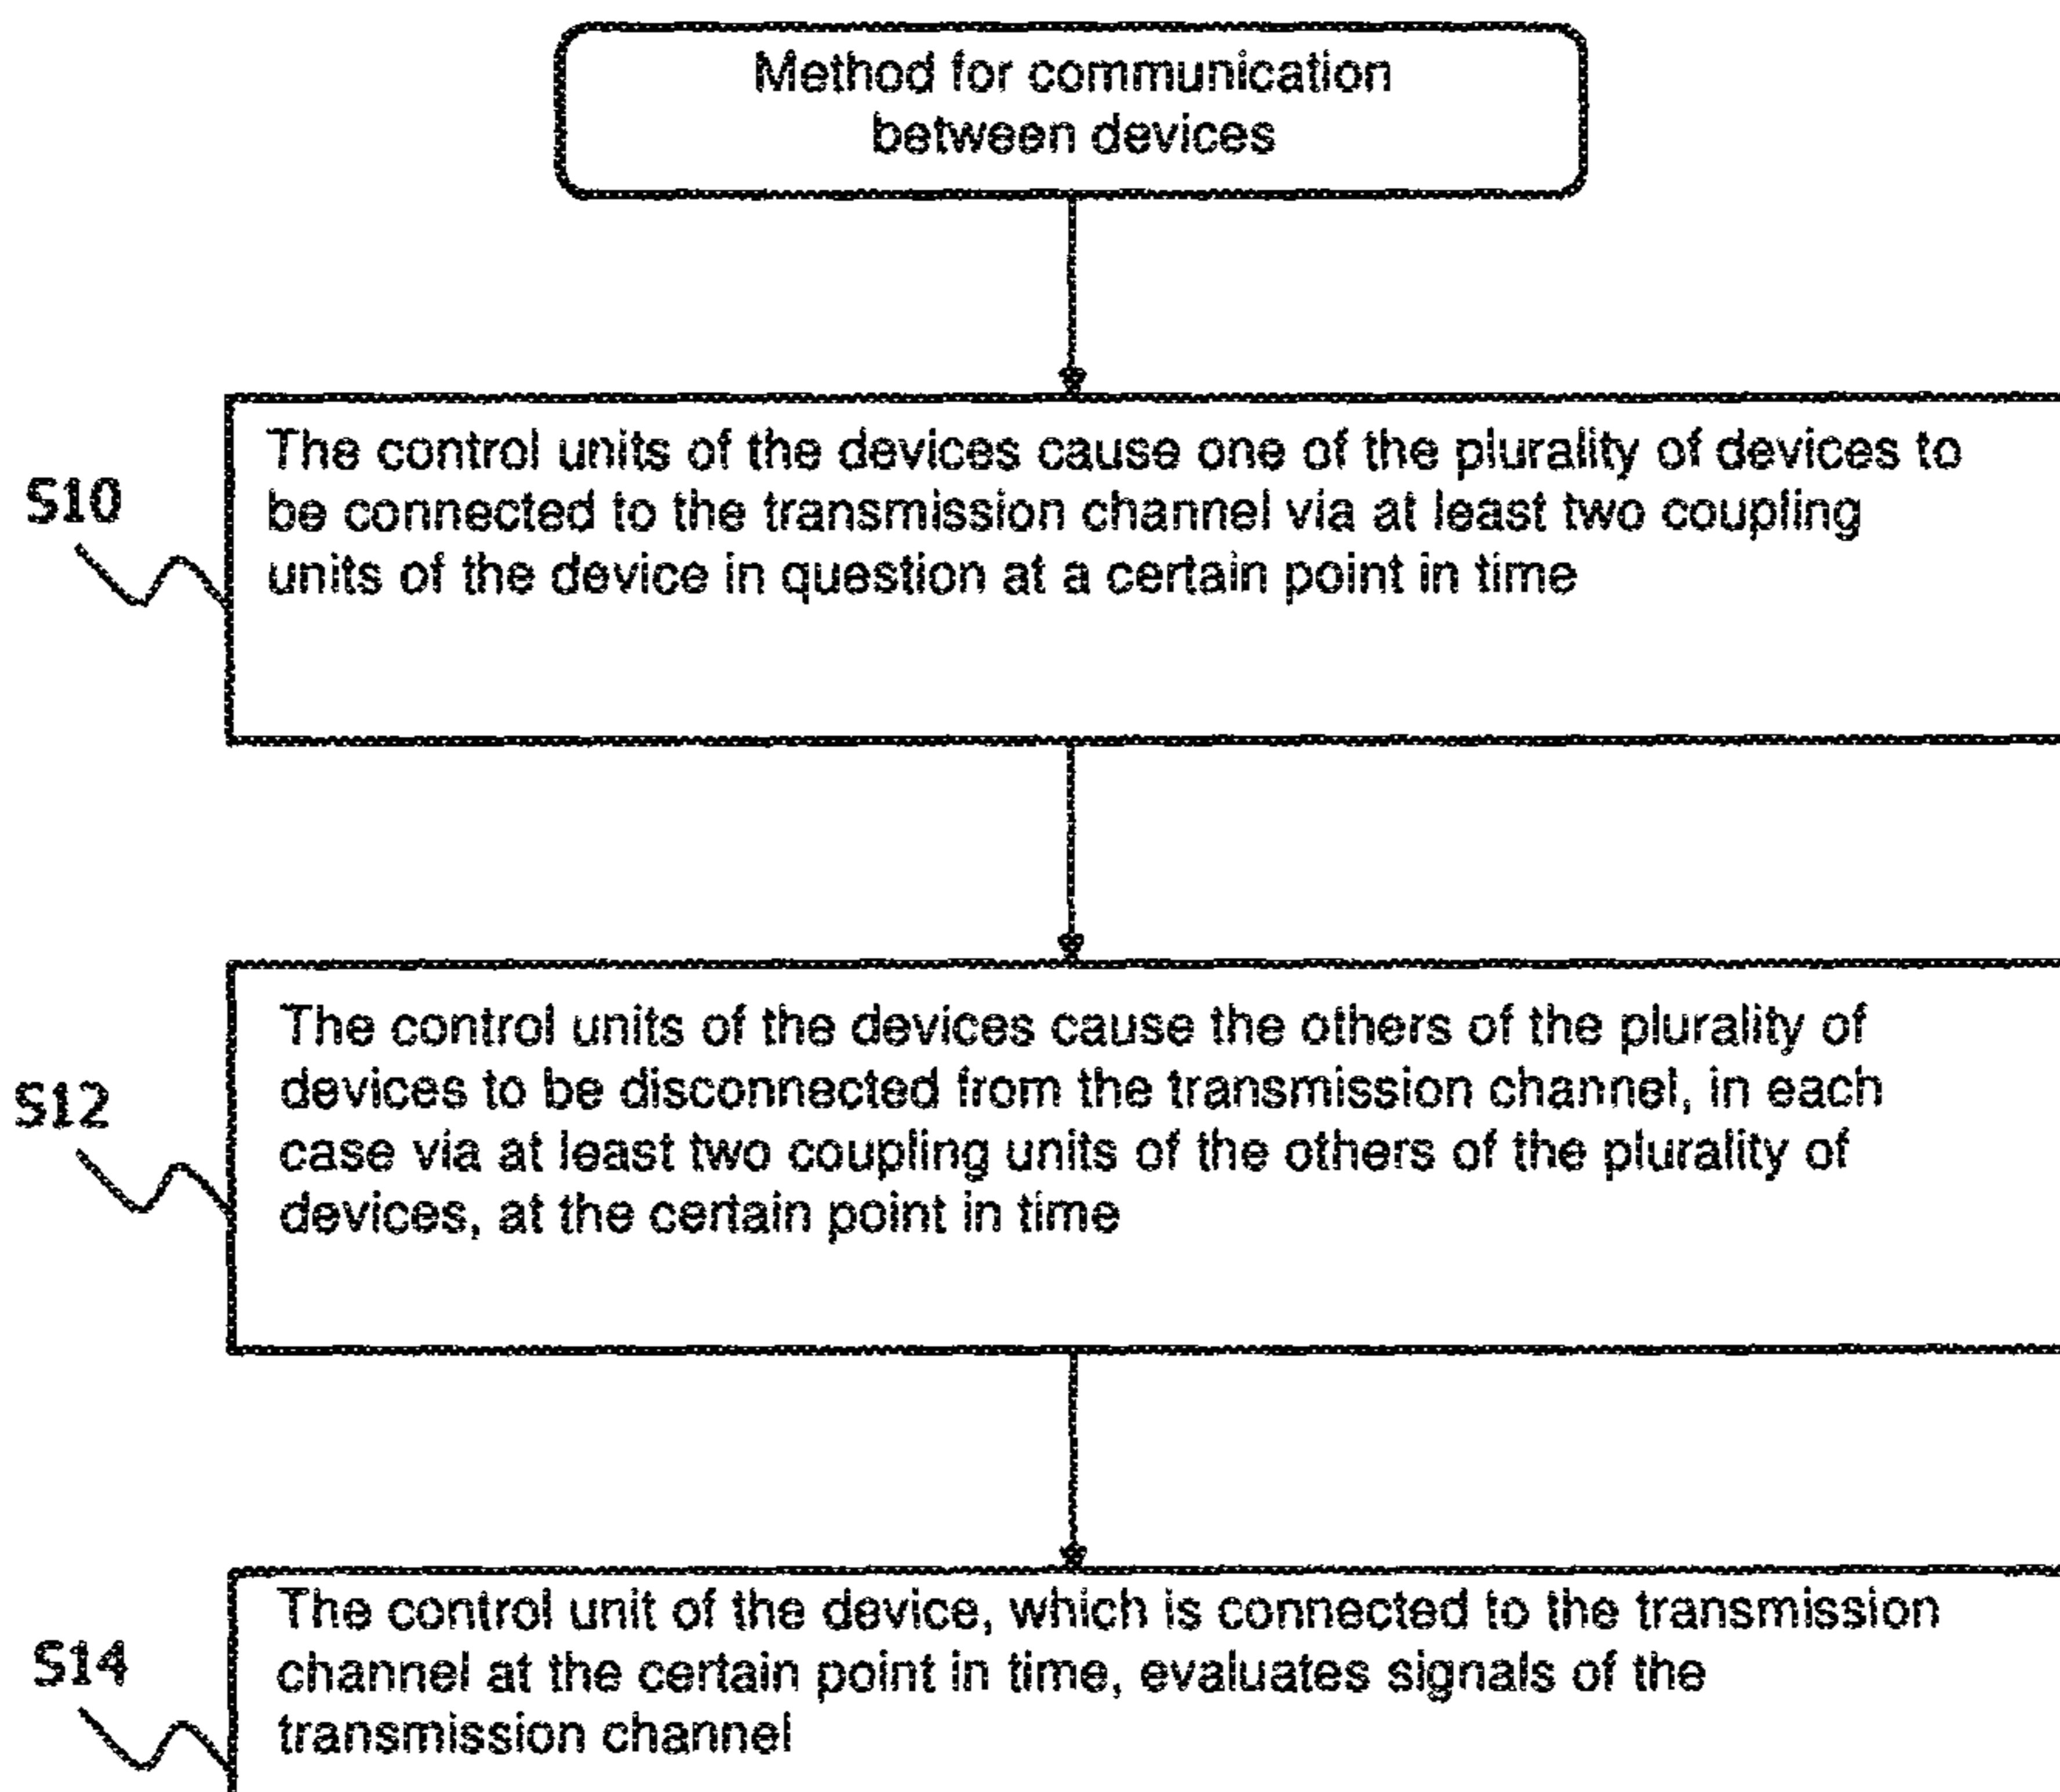 Method for communication
between devices
S10
The control units of the devices cause one of the plurality of devices to
be connected to the transmission channel via at least two coupling
units of the device in question at a certain point in time
S12
The control units of the devices cause the others of the plurality of
devices to be disconnected from the transmission channel, in each
case via at least two coupling units of the others of the plurality of
devices, at the certain point in time
S14
The control unit of the device, which is connected to the transmission
channel at the certain point in time, evaluates signals of the
transmission channel